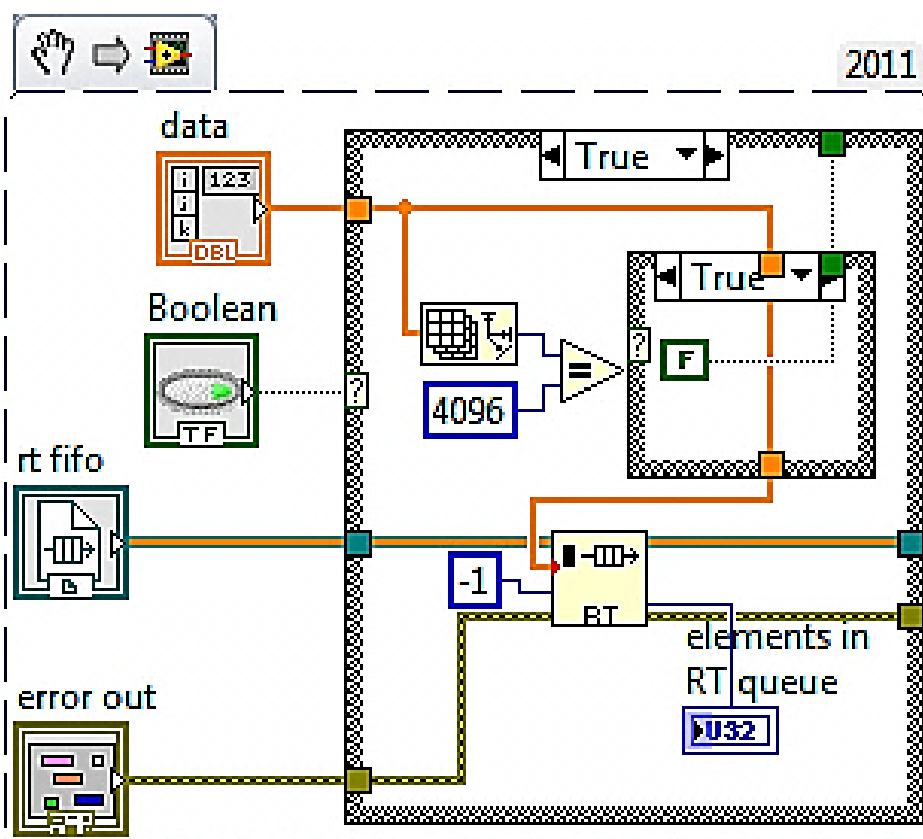 2011
data
True
i
j
k
123
DBL
True
Boolean
?
F
?
=
4096
TF
rt fifo
-1
RT
elements in
RT queue
error out
U32